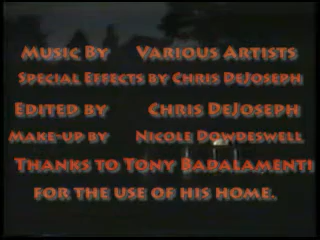 Music By Various Artists
Special Effects by Chris DeJoseph
Edited by Chris DeJoseph
Make-up by Nicole Dowdeswell
Thanks to Tony Badalamenti
for the use of his home.